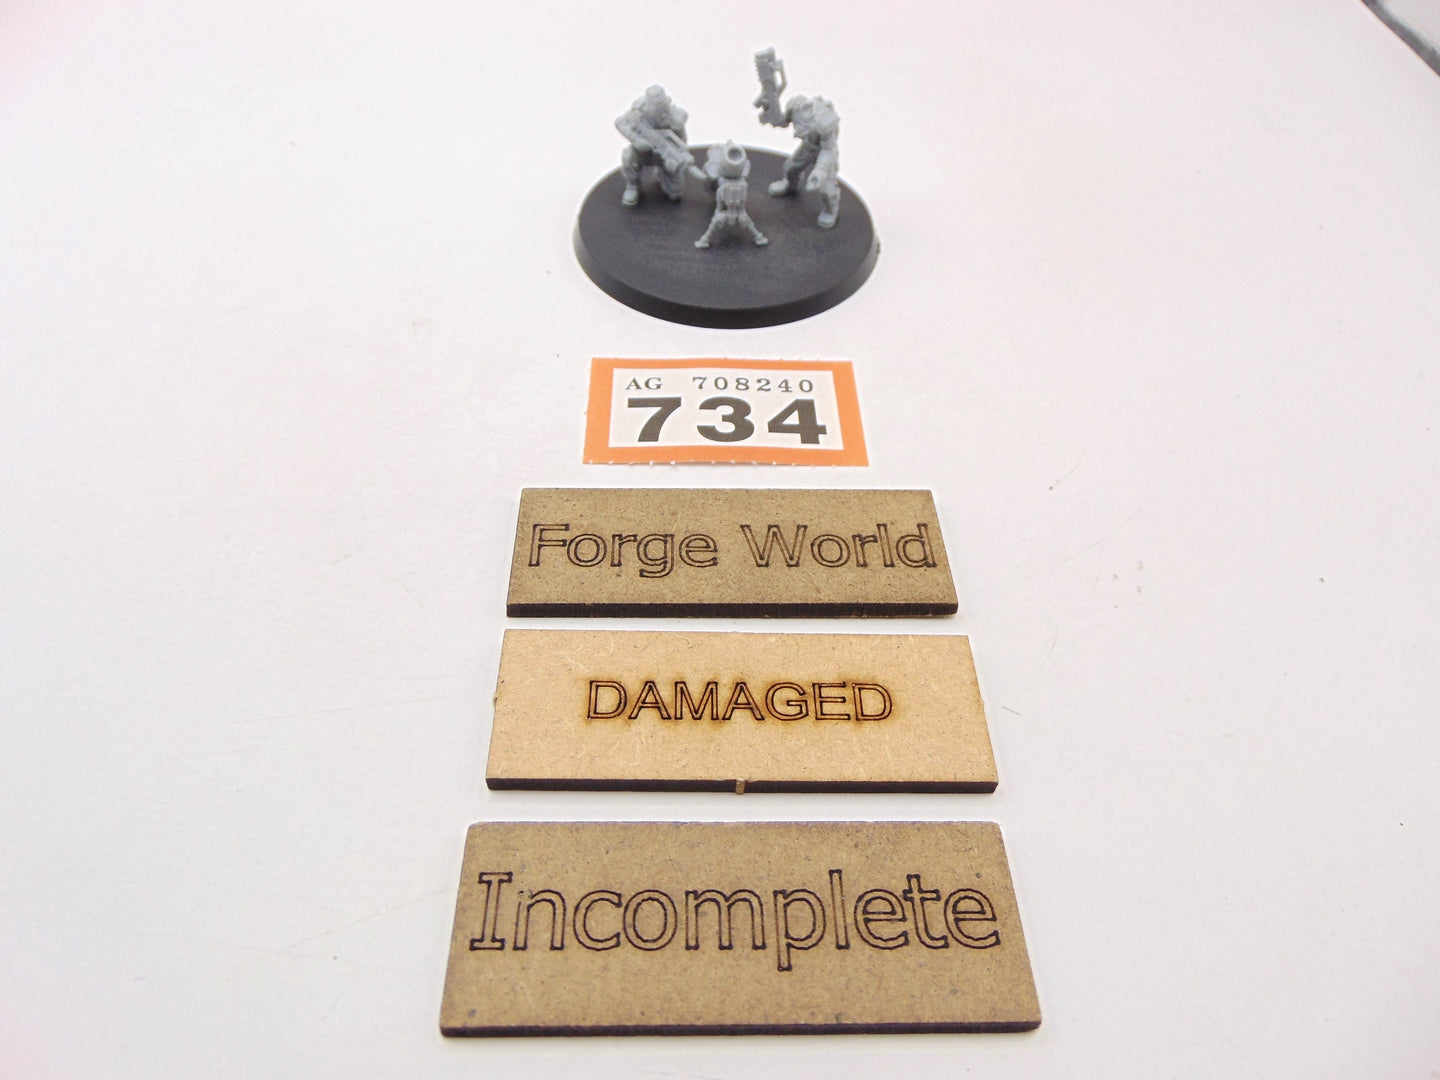 AG 708240
734
Forge World
DAMAGED
Incomplete